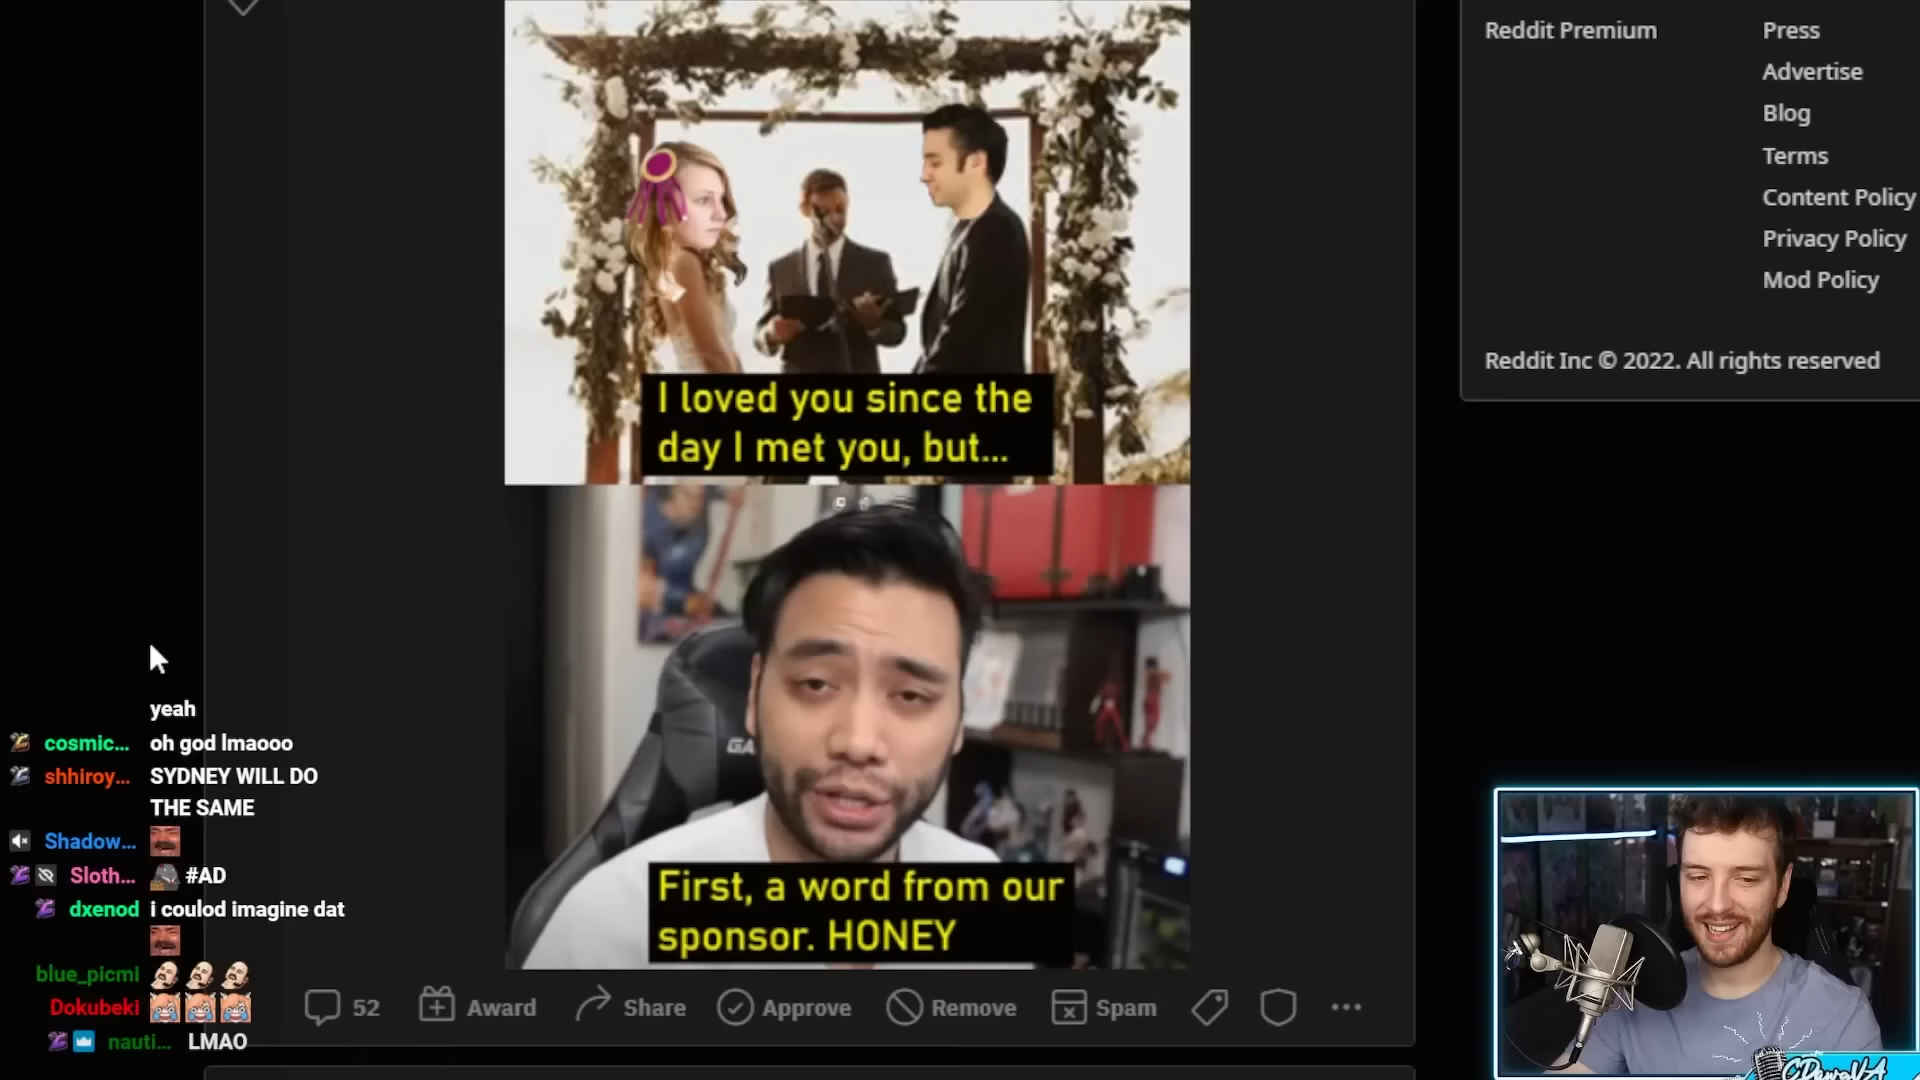 Reddit Premium
Press
Advertise
Blog
Terms
Content Policy
Privacy Policy
Mod Policy
Reddit Inc © 2022. All rights reserved
I loved you since the
day I met you, but...
First, a word from our
sponsor. HONEY
yeah
cosmic... oh god lmaooo
shhiroy... SYDNEY WILL DO
THE SAME
Shadow...
Sloth... #AD
dxenod i coulod imagine dat
blue_picmi
Dokubeki
nauti... LMAO
52 Award Share Approve Remove Spam
GA
CDawgVA